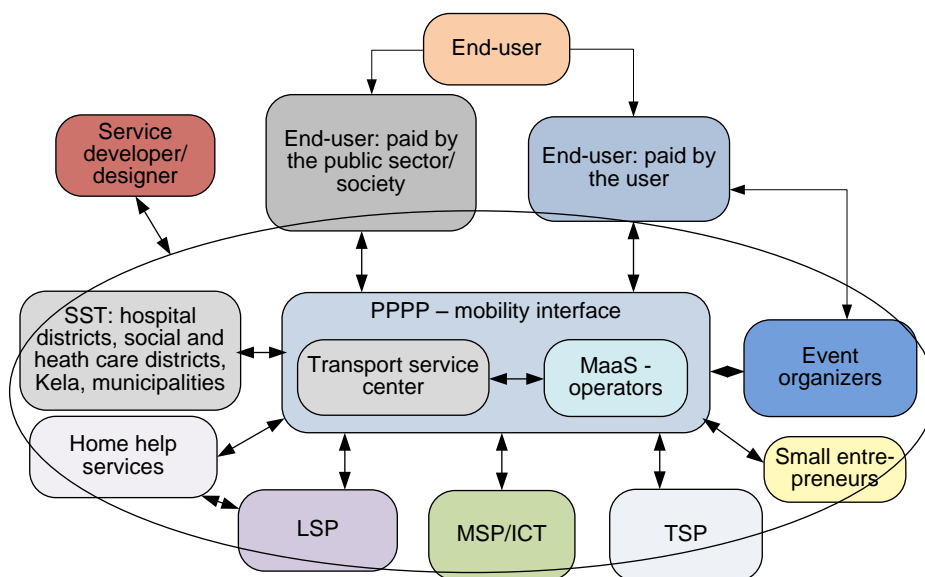 End-user
End-user: paid by
the public sector/
society
End-user: paid by
the user
Service
developer/
designer
PPPP – mobility interface
SST: hospital
districts, social and
heath care districts,
Kela, municipalities
Transport service
center
MaaS -
operators
Event
organizers
Home help
services
Small entre-
preneurs
LSP
MSP/ICT
TSP